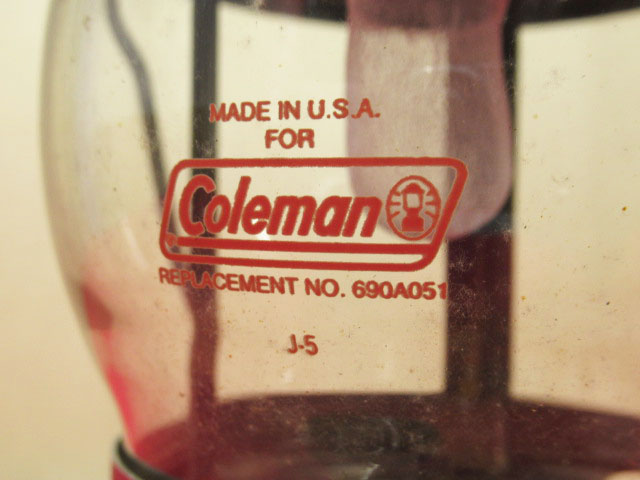 MADE IN U.S.A.
FOR
Coleman
REPLACEMENT NO. 690A051
J-5